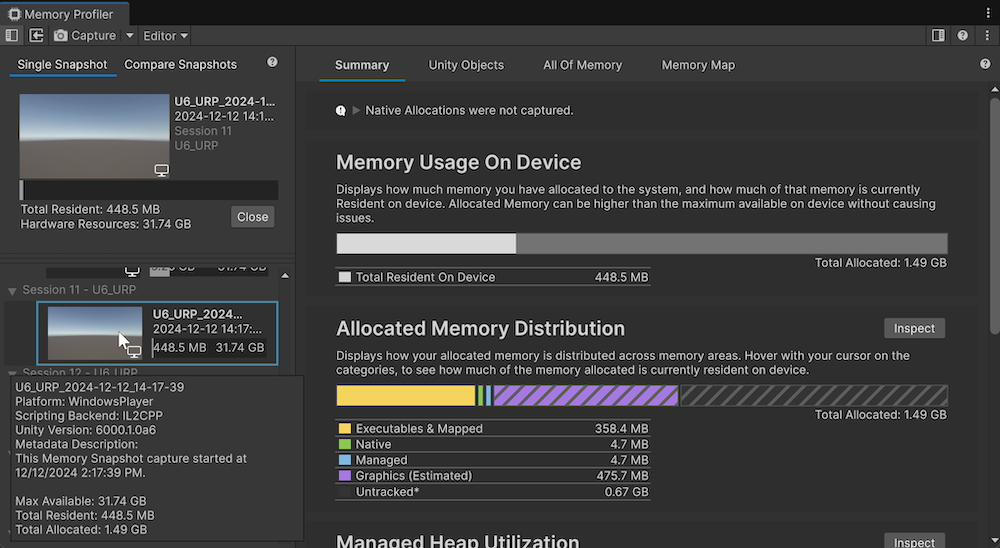 Memory Profiler
Capture
Editor
Single Snapshot
Compare Snapshots
U6_URP_2024-1...
2024-12-12 14:1...
Session 11
U6_URP
Total Resident: 448.5 MB
Hardware Resources: 31.74 GB
Close
31.74 GB
Session 11 - U6_URP
U6_URP_2024...
2024-12-12 14:17:...
448.5 MB 31.74 GB
Session 12 - U6_URP
U6_URP_2024-12-12_14-17-39
Platform: WindowsPlayer
Scripting Backend: IL2CPP
Unity Version: 6000.1.0a6
Metadata Description:
This Memory Snapshot capture started at
12/12/2024 2:17:39 PM.
Max Available: 31.74 GB
Total Resident: 448.5 MB
Total Allocated: 1.49 GB
Summary
Unity Objects
All Of Memory
Memory Map
Native Allocations were not captured.
Memory Usage On Device
Displays how much memory you have allocated to the system, and how much of that memory is currently
Resident on device. Allocated Memory can be higher than the maximum available on device without causing
issues.
Total Allocated: 1.49 GB
Total Resident On Device 448.5 MB
Allocated Memory Distribution
Inspect
Displays how your allocated memory is distributed across memory areas. Hover with your cursor on the
categories, to see how much of the memory allocated is currently resident on device.
Total Allocated: 1.49 GB
Executables & Mapped 358.4 MB
Native 4.7 MB
Managed 4.7 MB
Graphics (Estimated) 475.7 MB
Untracked* 0.67 GB
Managed Heap Utilization
Inspect